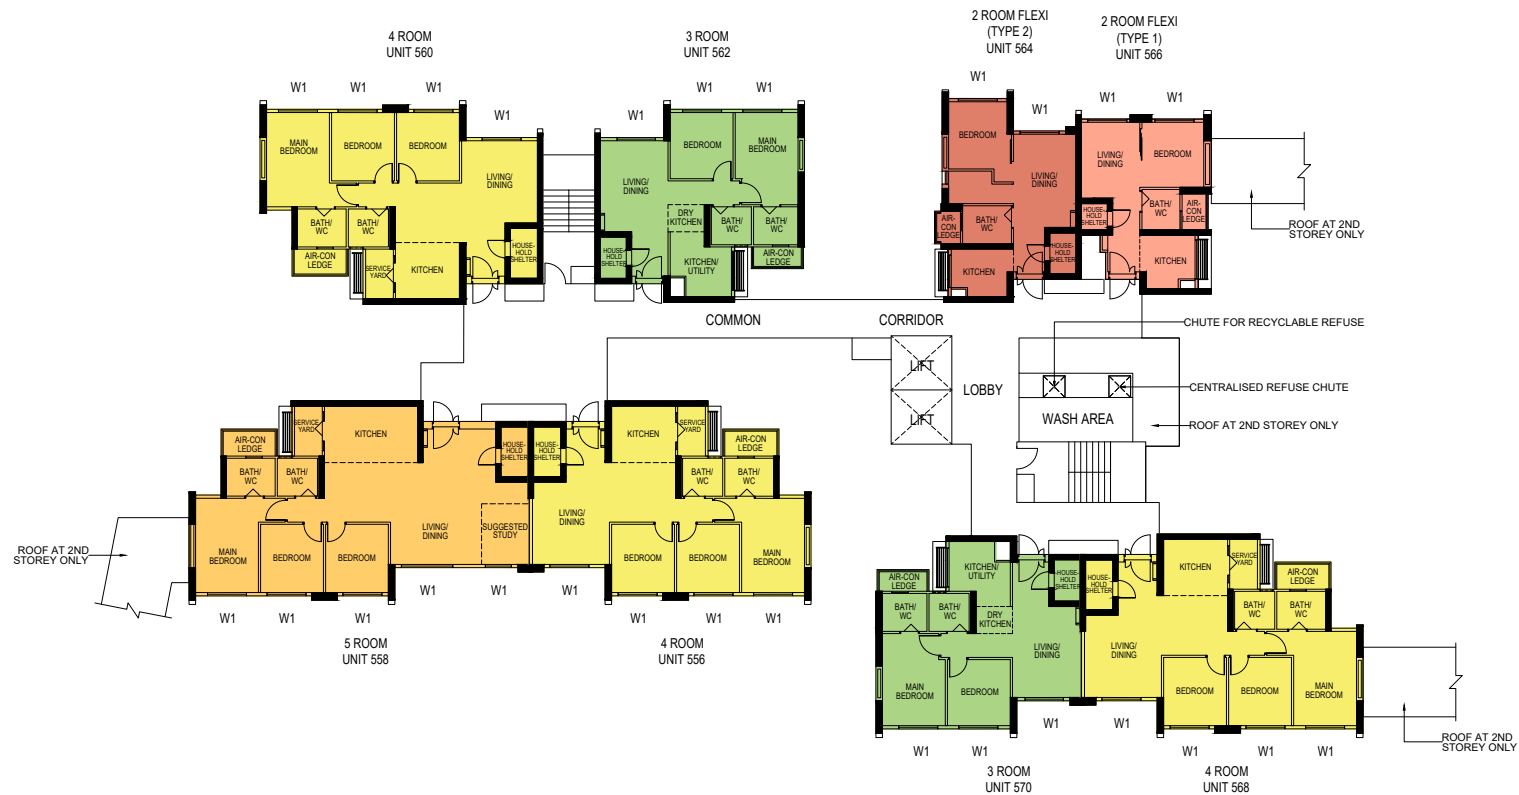 4 ROOM
UNIT 560
3 ROOM
UNIT 562
2 ROOM FLEXI
(TYPE 2)
UNIT 564
2 ROOM FLEXI
(TYPE 1)
UNIT 566
W1
W1
W1
W1
MAIN
BEDROOM
BEDROOM
BEDROOM
LIVING/
DINING
BATH/
WC
BATH/
WC
AIR-CON
LEDGE
SERVICE
YARD
KITCHEN
HOUSE-
HOLD
SHELTER
W1
W1
W1
LIVING/
DINING
BEDROOM
MAIN
BEDROOM
DRY
KITCHEN
BATH/
WC
BATH/
WC
AIR-CON
LEDGE
HOUSE-
HOLD
SHELTER
KITCHEN/
UTILITY
W1
W1
BEDROOM
LIVING/
DINING
AIR-
CON
LEDGE
BATH/
WC
KITCHEN
HOUSE-
HOLD
SHELTER
W1
W1
LIVING/
DINING
BEDROOM
HOUSE-
HOLD
SHELTER
BATH/
WC
AIR-
CON
LEDGE
KITCHEN
ROOF AT 2ND
STOREY ONLY
COMMON CORRIDOR
LIFT
LIFT
LOBBY
CHUTE FOR RECYCLABLE REFUSE
CENTRALISED REFUSE CHUTE
WASH AREA
ROOF AT 2ND STOREY ONLY
ROOF AT 2ND
STOREY ONLY
AIR-CON
LEDGE
SERVICE
YARD
KITCHEN
HOUSE-
HOLD
SHELTER
BATH/
WC
BATH/
WC
MAIN
BEDROOM
BEDROOM
BEDROOM
LIVING/
DINING
SUGGESTED
STUDY
W1
W1
W1
W1
W1
5 ROOM
UNIT 558
HOUSE-
HOLD
SHELTER
KITCHEN
SERVICE
YARD
AIR-CON
LEDGE
BATH/
WC
BATH/
WC
LIVING/
DINING
BEDROOM
BEDROOM
MAIN
BEDROOM
W1
W1
W1
W1
4 ROOM
UNIT 556
KITCHEN/
UTILITY
HOUSE-
HOLD
SHELTER
AIR-CON
LEDGE
BATH/
WC
BATH/
WC
DRY
KITCHEN
LIVING/
DINING
MAIN
BEDROOM
BEDROOM
W1
W1
W1
3 ROOM
UNIT 570
HOUSE-
HOLD
SHELTER
KITCHEN
SERVICE
YARD
AIR-CON
LEDGE
BATH/
WC
BATH/
WC
LIVING/
DINING
BEDROOM
BEDROOM
MAIN
BEDROOM
W1
W1
W1
W1
4 ROOM
UNIT 568
ROOF AT 2ND
STOREY ONLY